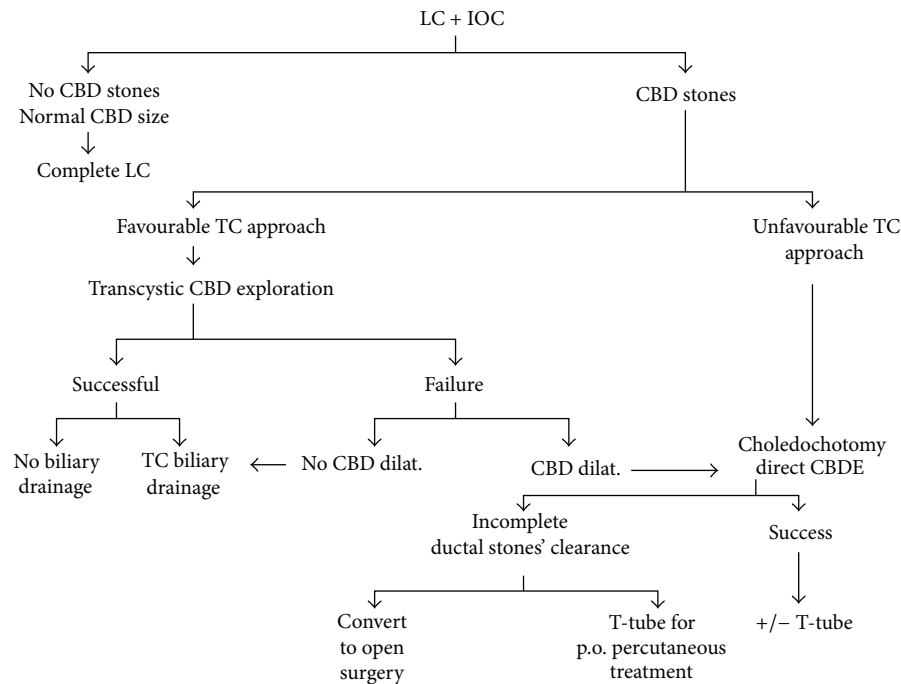 LC + IOC
No CBD stones
Normal CBD size
CBD stones
Complete LC
Favourable TC approach
Unfavourable TC
approach
Transcystic CBD exploration
Successful
Failure
No biliary
drainage
TC biliary
drainage
No CBD dilat.
CBD dilat.
Choledochotomy
direct CBDE
Incomplete
ductal stones’ clearance
Success
Convert
to open
surgery
T-tube for
p.o. percutaneous
treatment
+/− T-tube